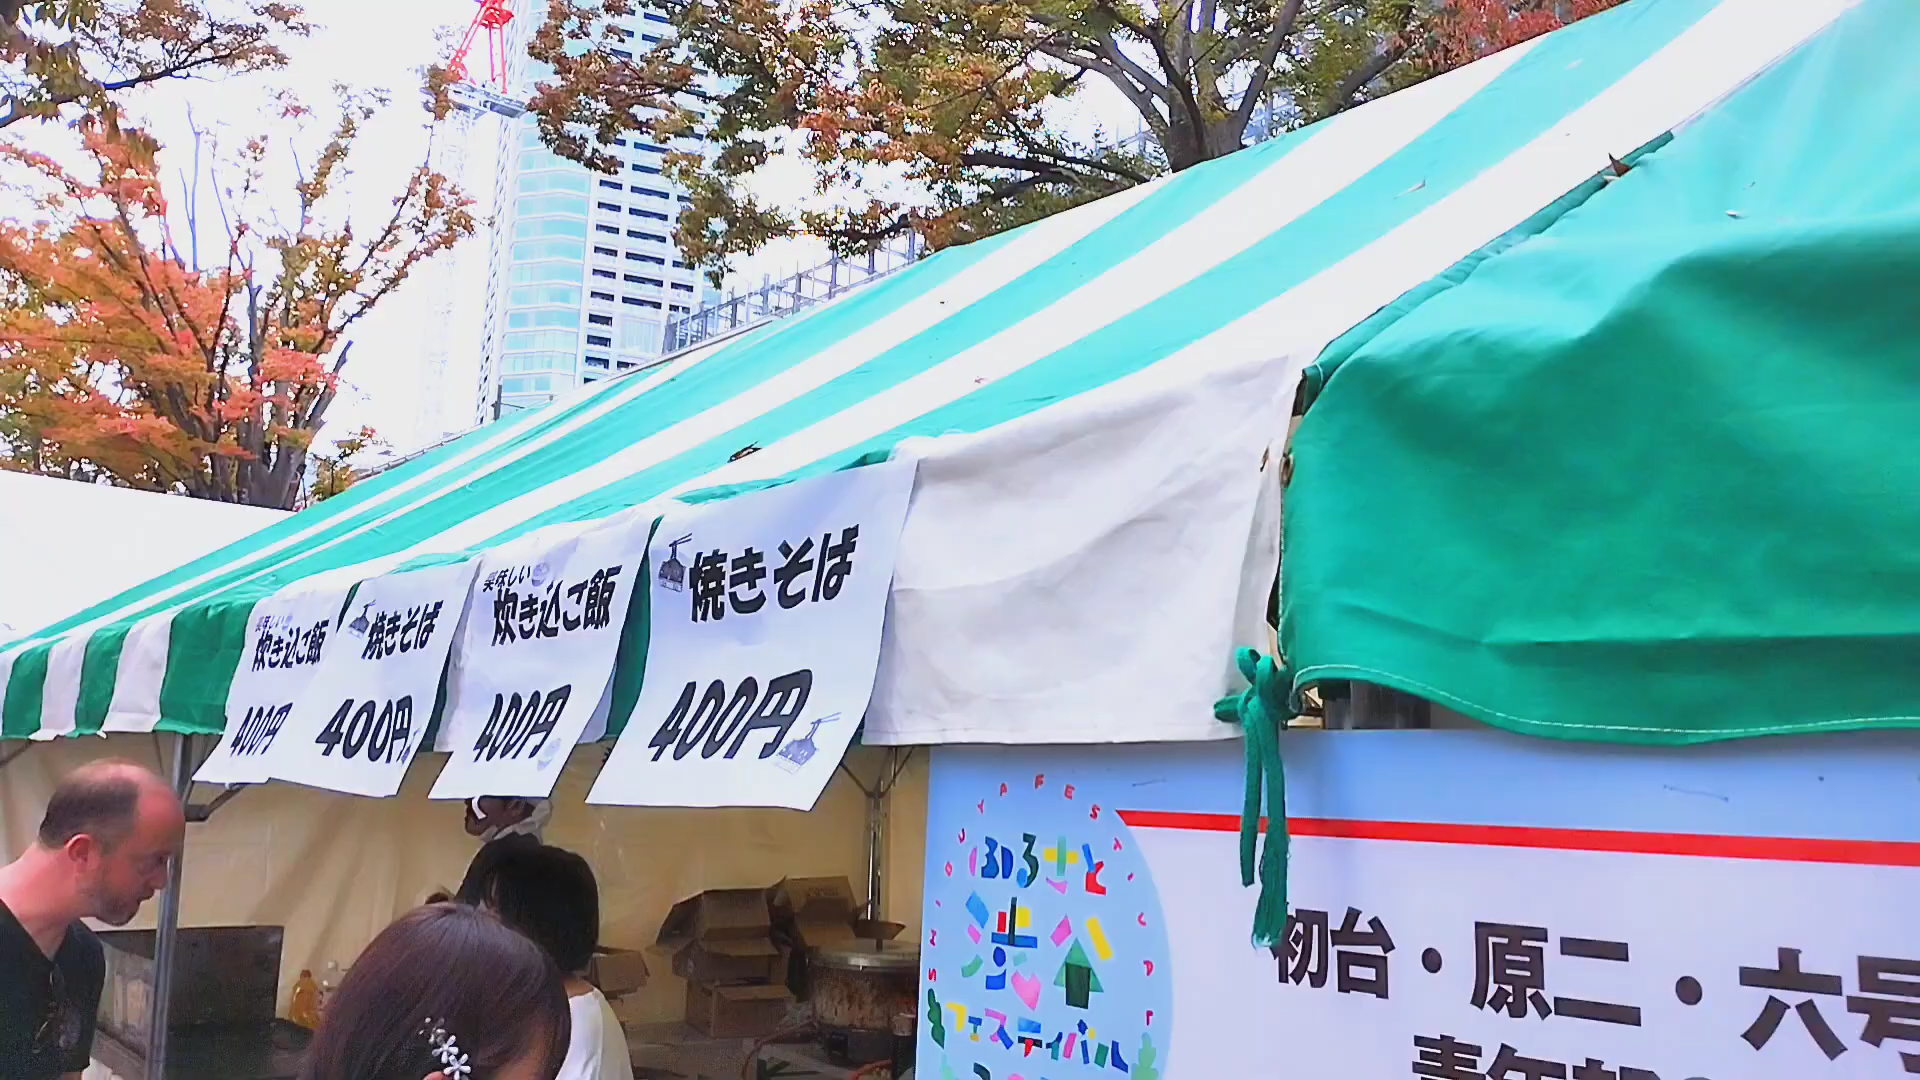 美味しい
炊き込ご飯
400円
焼きそば
400円
美味しい
炊き込ご飯
400円
焼きそば
400円
ふるさと
渋谷
フェスティバル
初台・原二・六号
青年部